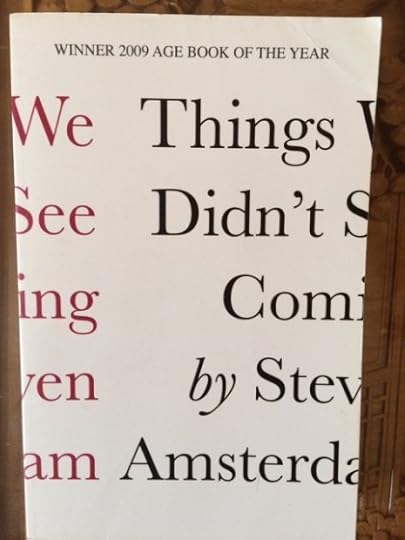 WINNER 2009 AGE BOOK OF THE YEAR
We Things W
See Didn't S
ing Comi
ven by Stev
am Amsterda